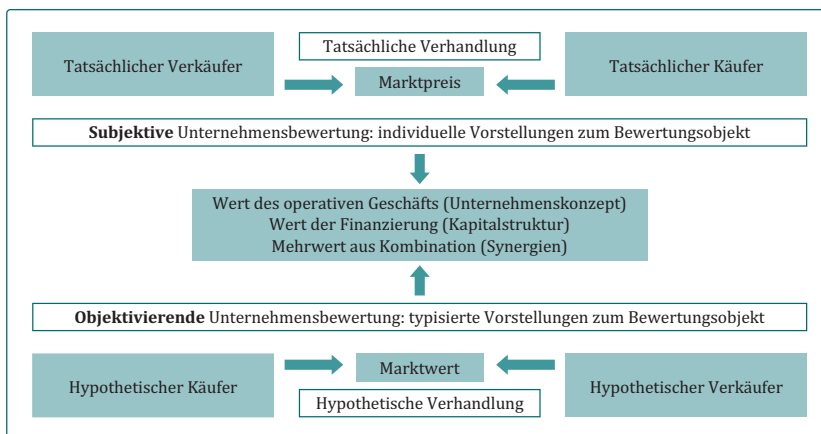 Tatsächlicher Verkäufer
Tatsächliche Verhandlung
Marktpreis
Tatsächlicher Käufer
Subjektive Unternehmensbewertung: individuelle Vorstellungen zum Bewertungsobjekt
Wert des operativen Geschäfts (Unternehmenskonzept)
Wert der Finanzierung (Kapitalstruktur)
Mehrwert aus Kombination (Synergien)
Objektivierende Unternehmensbewertung: typisierte Vorstellungen zum Bewertungsobjekt
Hypothetischer Käufer
Marktwert
Hypothetische Verhandlung
Hypothetischer Verkäufer